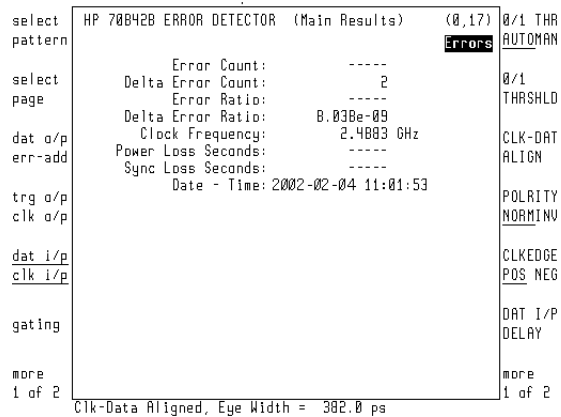 HP 70842B ERROR DETECTOR (Main Results) (0,17)
Errors
Error Count: -----
Delta Error Count: 2
Error Ratio: -----
Delta Error Ratio: 8.038e-09
Clock Frequency: 2.4883 GHz
Power Loss Seconds: -----
Sync Loss Seconds: -----
Date - Time: 2002-02-04 11:01:53
Clk-Data Aligned, Eye Width = 382.0 ps
select
pattern
select
page
dat o/p
err-add
trg o/p
clk o/p
dat i/p
clk i/p
gating
more
1 of 2
0/1 THR
AUTOMAN
0/1
THRSHLD
CLK-DAT
ALIGN
POLRITY
NORMINV
CLKEDGE
POS NEG
DAT I/P
DELAY
more
1 of 2